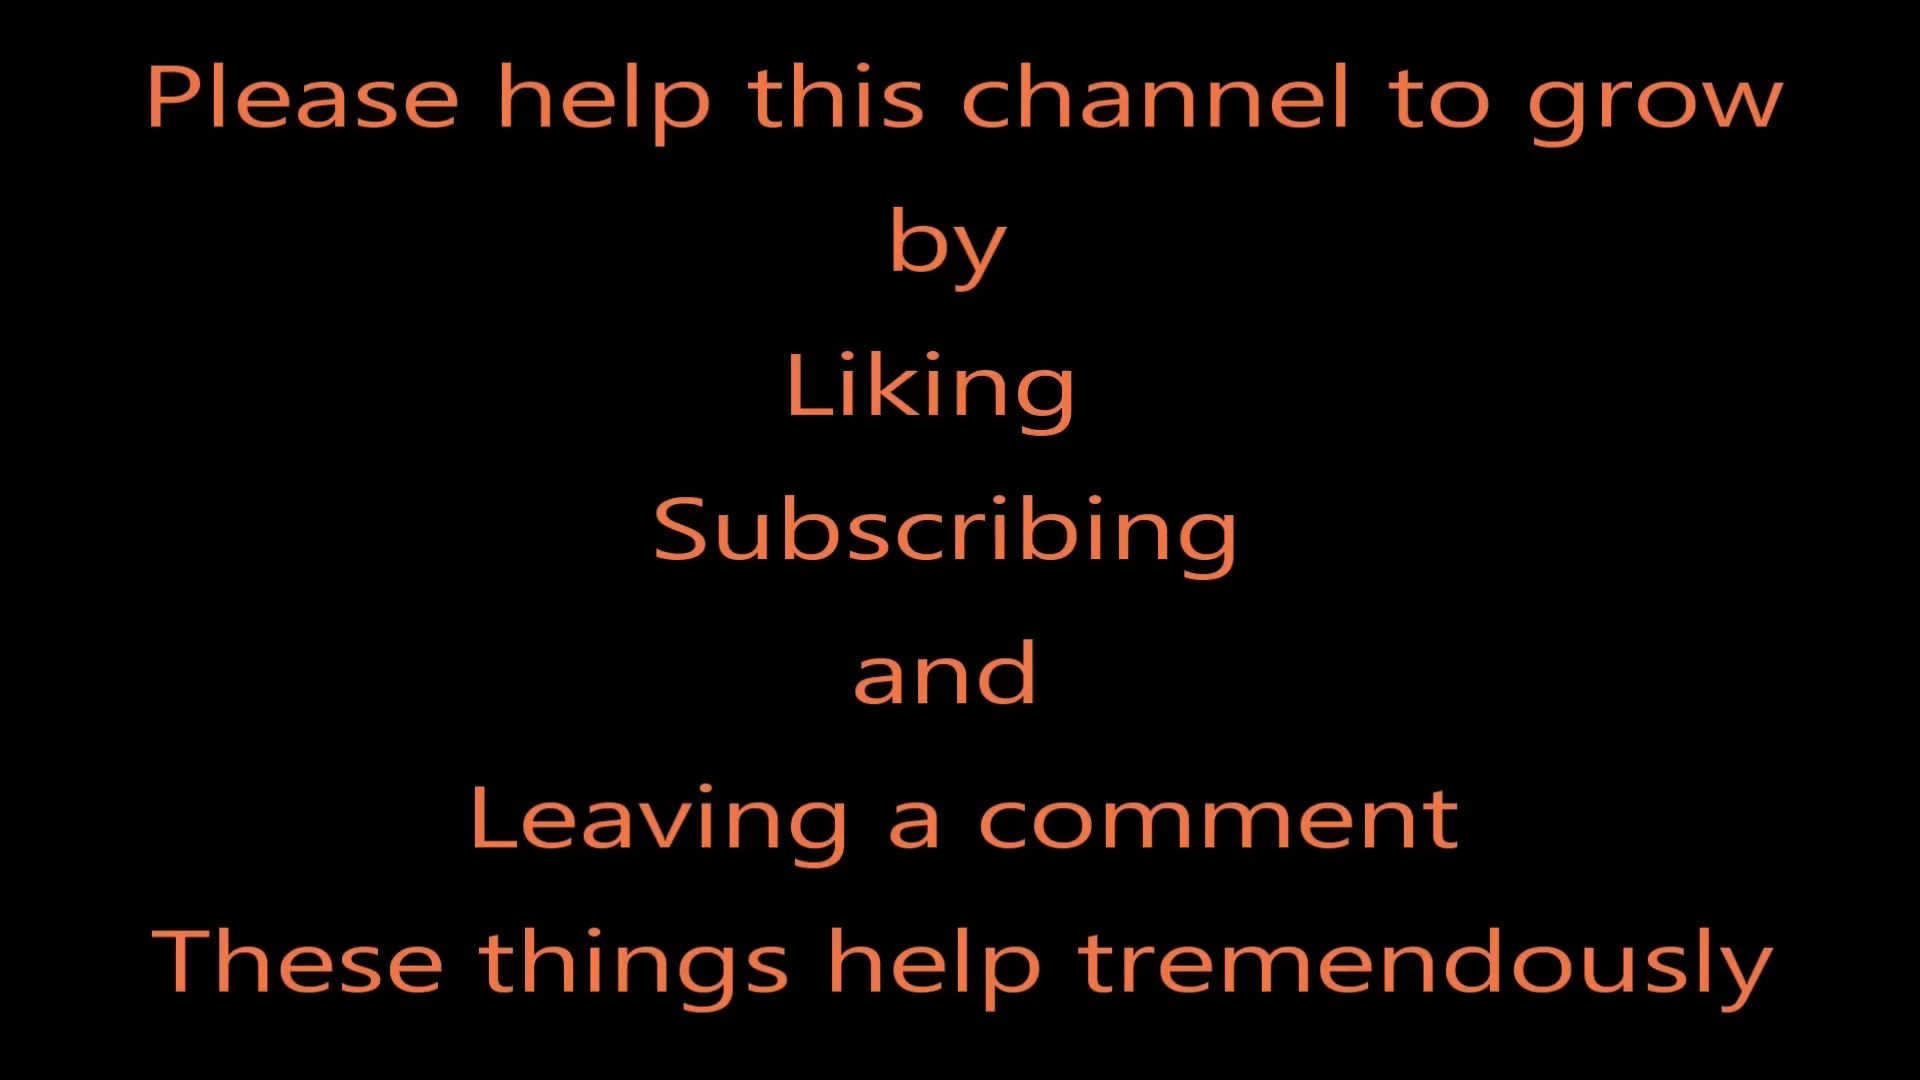 Please help this channel to grow
by
Liking
Subscribing
and
Leaving a comment
These things help tremendously